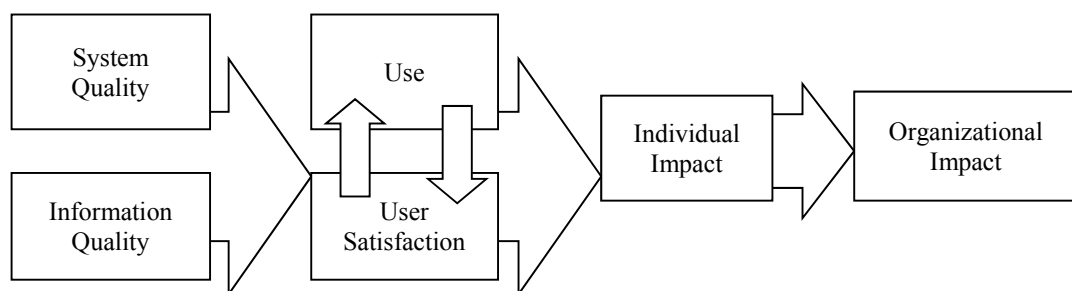 System
Quality
Use
Individual
Impact
Organizational
Impact
Information
Quality
User
Satisfaction